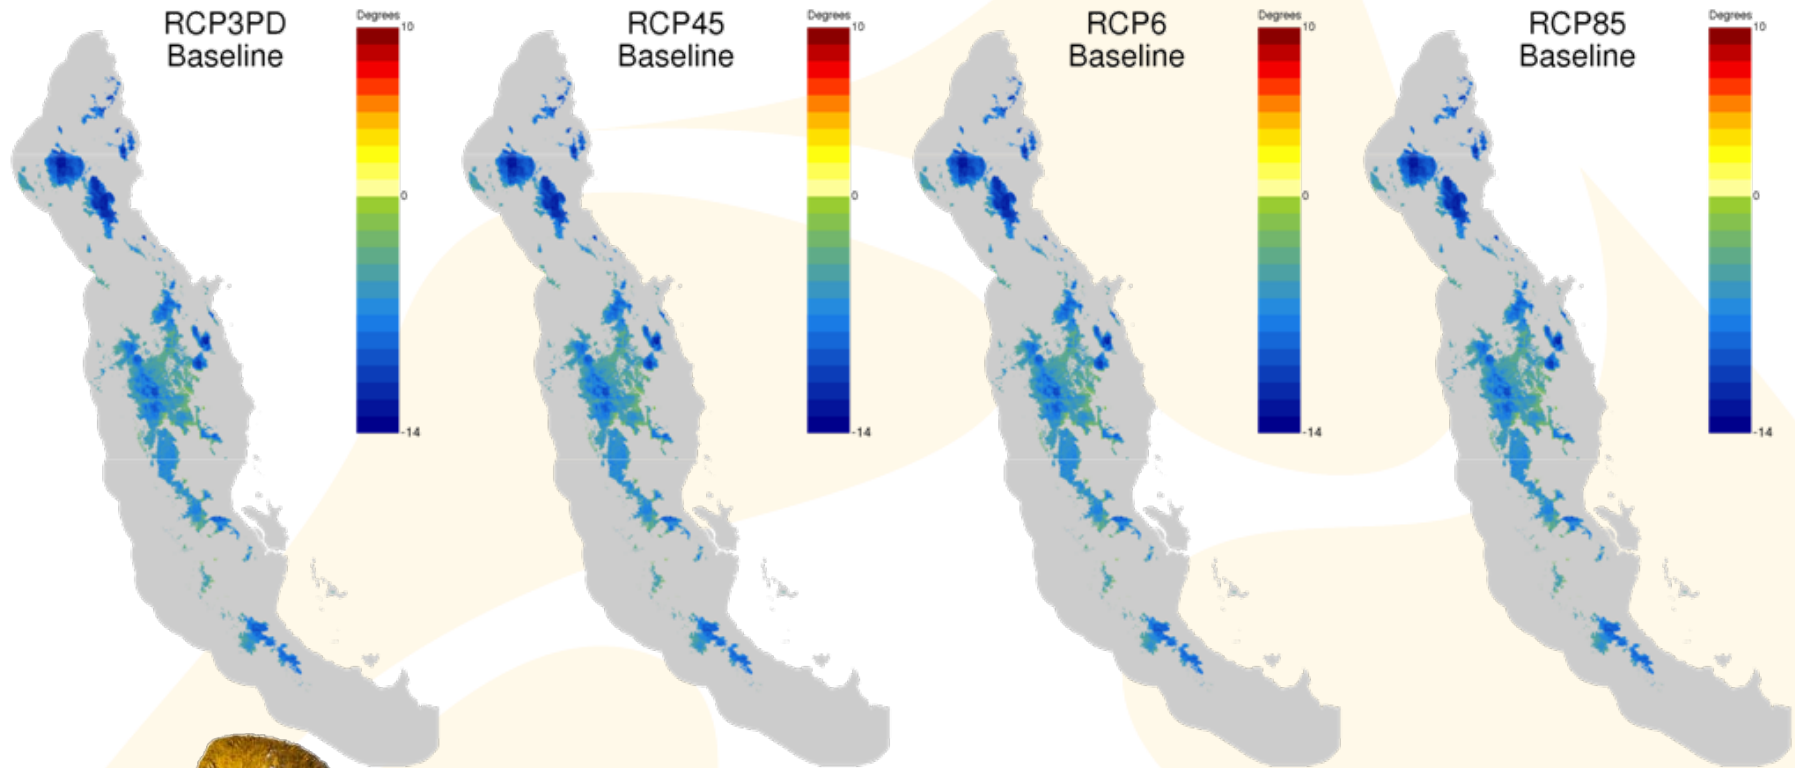 RCP3PD
Baseline
Degrees
10
0
-14
RCP45
Baseline
Degrees
10
0
-14
RCP6
Baseline
Degrees
10
0
-14
RCP85
Baseline
Degrees
10
0
-14